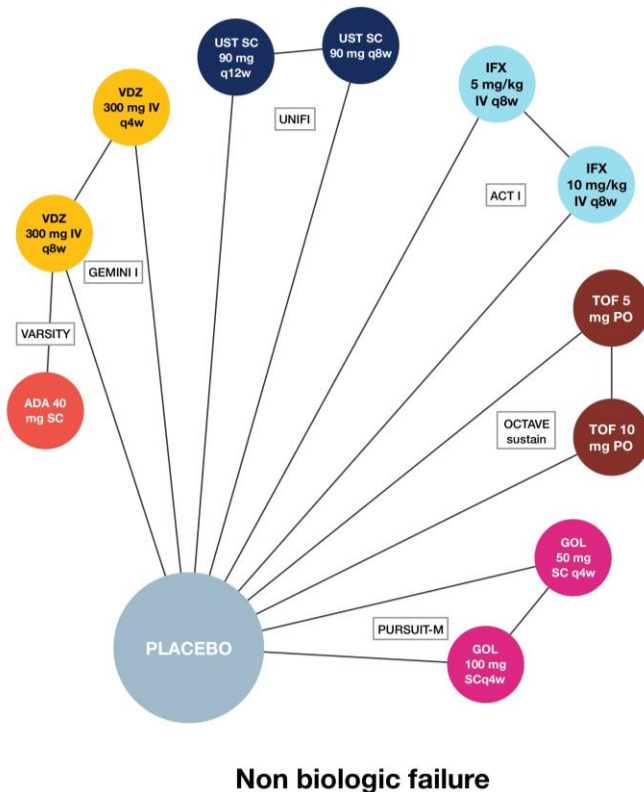 UST SC
90 mg
q12w
UST SC
90 mg q8w
VDZ
300 mg IV
q4w
IFX
5 mg/kg
IV q8w
UNIFI
IFX
10 mg/kg
IV q8w
ACT I
VDZ
300 mg IV
q8w
GEMINI I
VARSITY
TOF 5
mg PO
ADA 40
mg SC
OCTAVE
sustain
TOF 10
mg PO
GOL
50 mg
SC q4w
PURSUIT-M
PLACEBO
GOL
100 mg
SCq4w
Non biologic failure